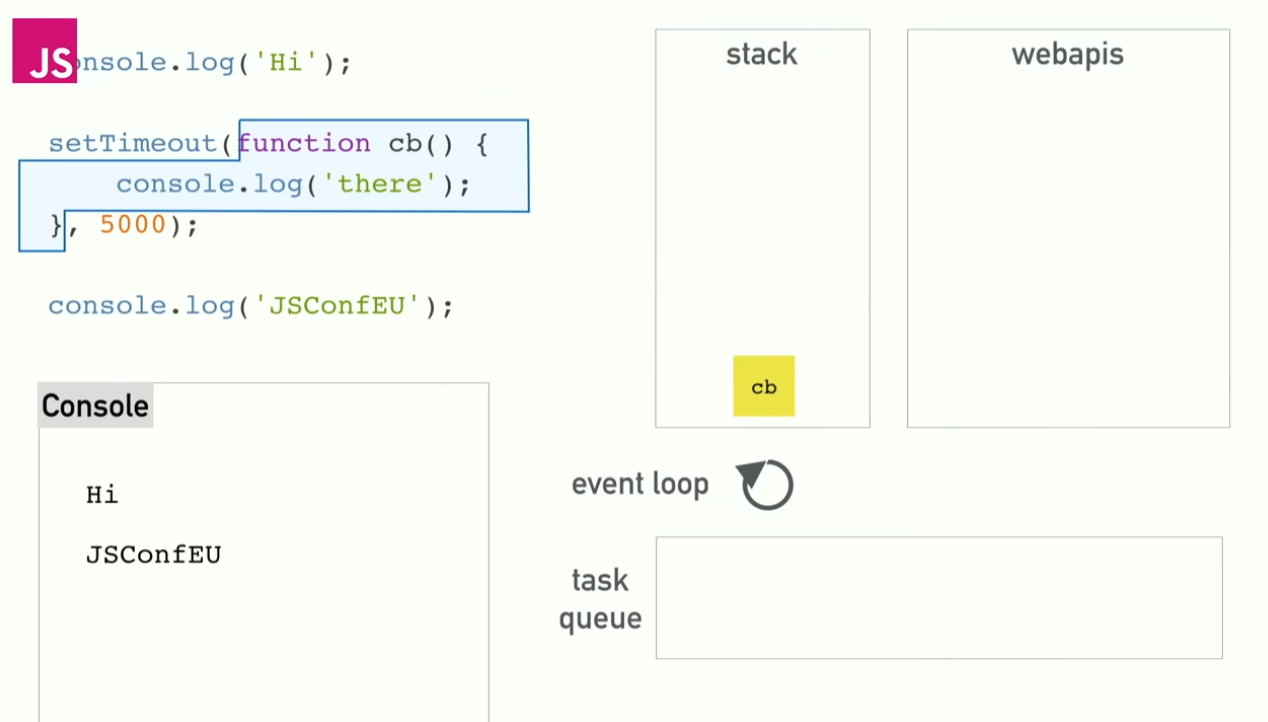 JS
onsole.log('Hi');
setTimeout(function cb() {
console.log('there');
}, 5000);
console.log('JSConfEU');
Console
Hi
JSConfEU
stack
cb
webapis
event loop
task
queue